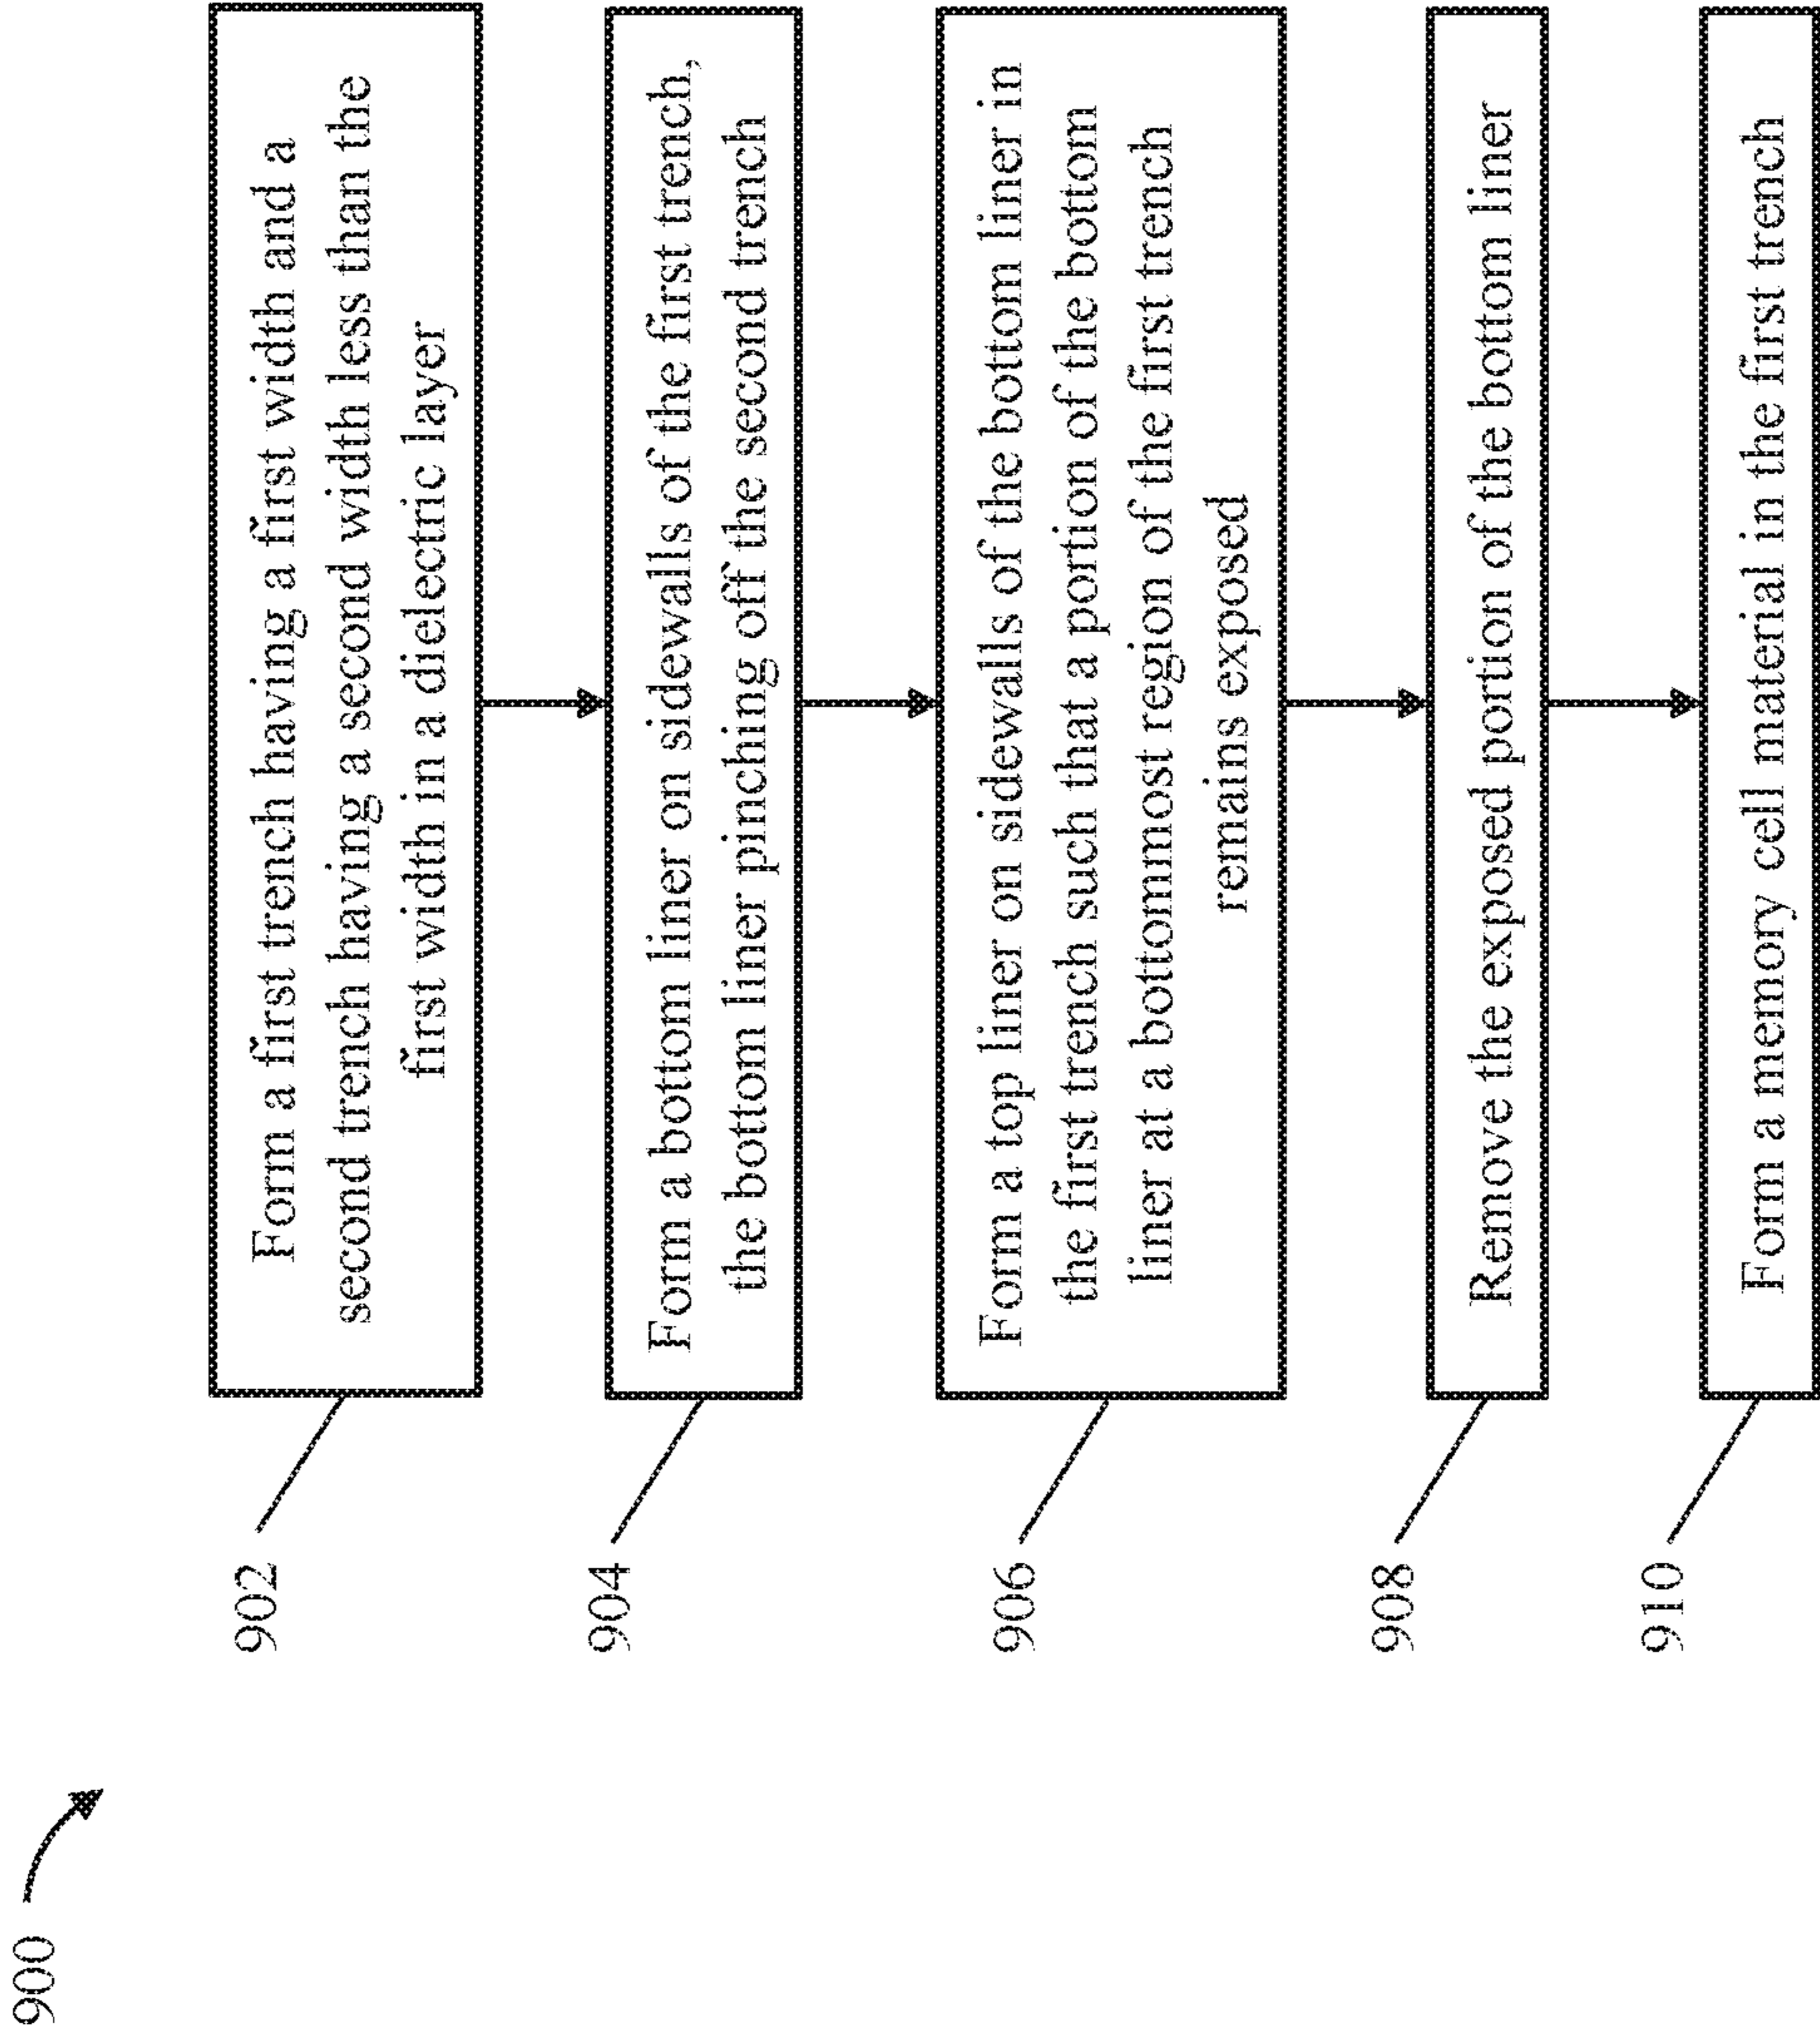 900
902
Form a first trench having a first width and a
second trench having a second width less than the
first width in a dielectric layer
904
Form a bottom liner on sidewalls of the first trench,
the bottom liner pinching off the second trench
906
Form a top liner on sidewalls of the bottom liner in
the first trench such that a portion of the bottom
liner at a bottommost region of the first trench
remains exposed
908
Remove the exposed portion of the bottom liner
910
Form a memory cell material in the first trench